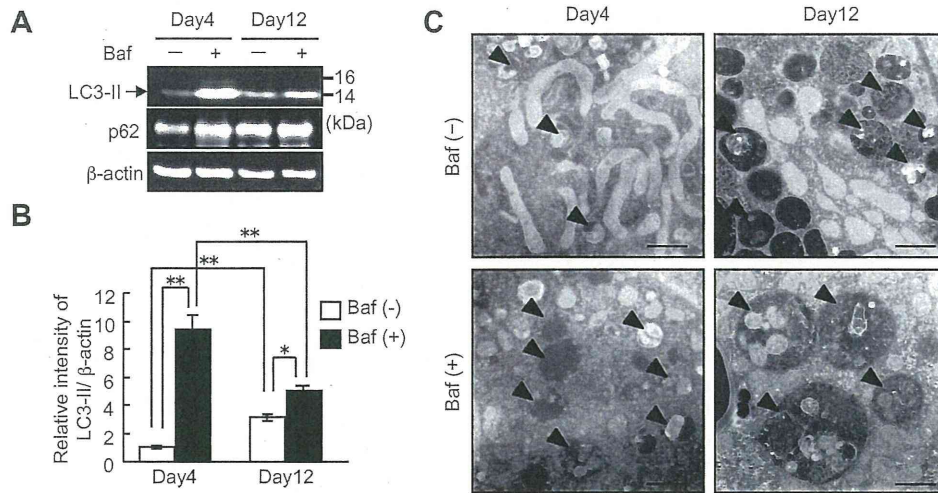 A
Day4 Day12
Baf — + — +
LC3-II
16
14
(kDa)
p62
β-actin
B
** 
**
**
*
Relative intensity of
LC3-II/ β-actin
12
10
8
6
4
2
0
Day4 Day12
Baf (-)
Baf (+)
C
Day4 Day12
Baf (−)
Baf (+)